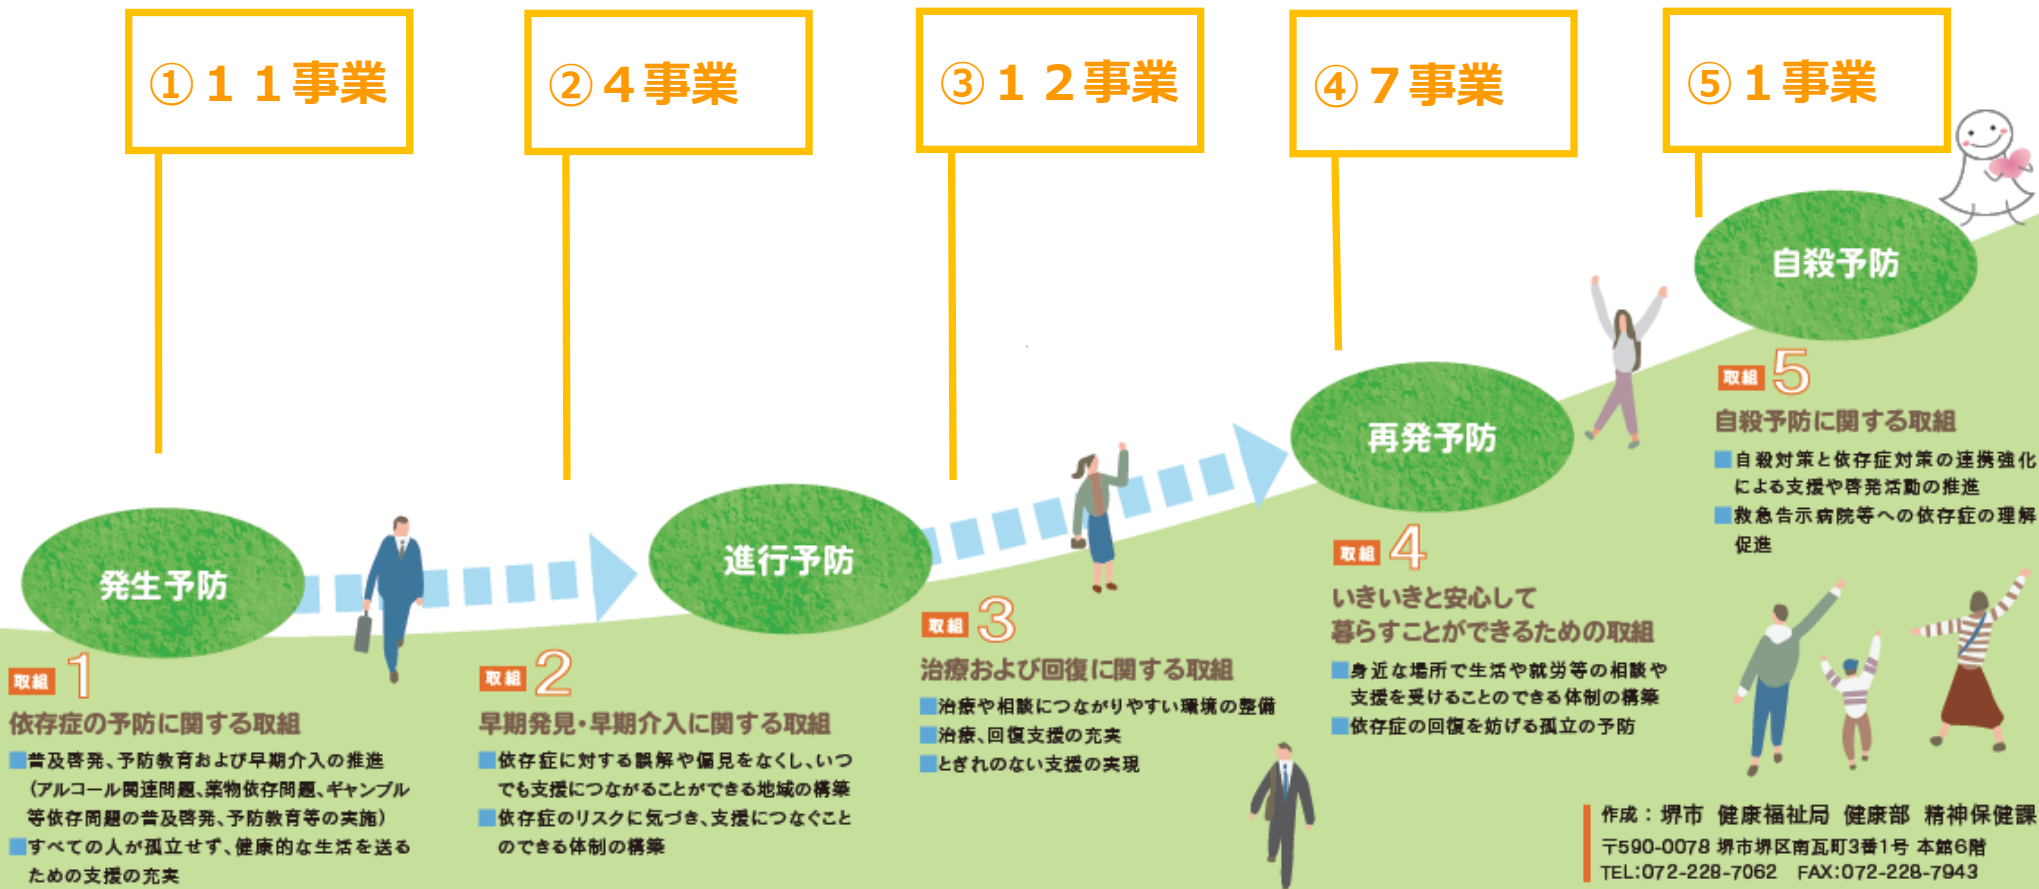 ①１１事業
②４事業
③１２事業
④７事業
⑤１事業
発生予防
進行予防
再発予防
自殺予防
取組 1
依存症の予防に関する取組
■普及啓発、予防教育および早期介入の推進
（アルコール関連問題、薬物依存問題、ギャンブル
等依存問題の普及啓発、予防教育等の実施）
■すべての人が孤立せず、健康的な生活を送る
ための支援の充実
取組 2
早期発見・早期介入に関する取組
■依存症に対する誤解や偏見をなくし、いつ
でも支援につながることができる地域の構築
■依存症のリスクに気づき、支援につなぐこと
のできる体制の構築
取組 3
治療および回復に関する取組
■治療や相談につながりやすい環境の整備
■治療、回復支援の充実
■とぎれのない支援の実現
取組 4
いきいきと安心して
暮らすことができるための取組
■身近な場所で生活や就労等の相談や
支援を受けることのできる体制の構築
■依存症の回復を妨げる孤立の予防
取組 5
自殺予防に関する取組
■自殺対策と依存症対策の連携強化
による支援や啓発活動の推進
■救急告示病院等への依存症の理解
促進
作成：堺市 健康福祉局 健康部 精神保健課
〒590-0078 堺市堺区南瓦町3番1号 本館6階
TEL:072-228-7062 FAX:072-228-7943